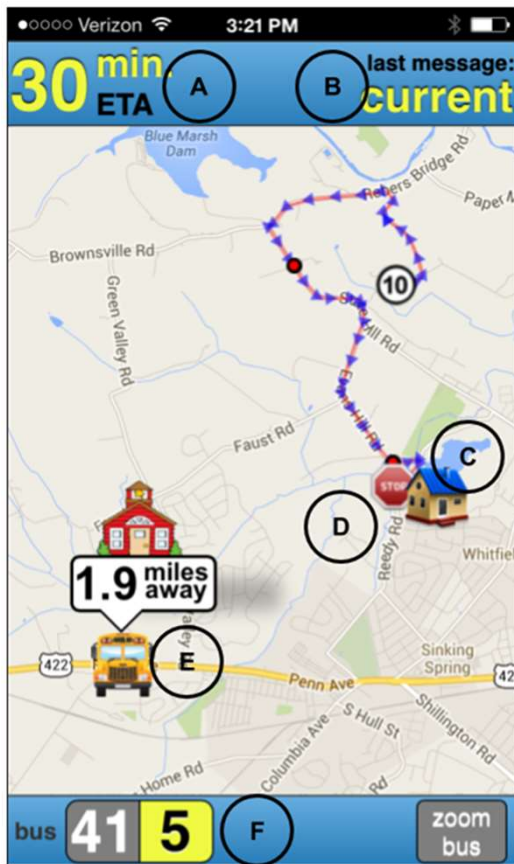 Verizon 3:21 PM
30 min. ETA A B last message: current
Blue Marsh Dam
Rebers Bridge Rd
Brownsville Rd
Green Valley Rd
10
Mill Rd
Faust Rd
C
STOP
D
Reedy Rd
Whitfi
1.9 miles away
E
422
Penn Ave
Sinking Spring
42
S Hull St
Columbia Ave
Shillington Rd
Home Rd
bus 41 5 F zoom bus